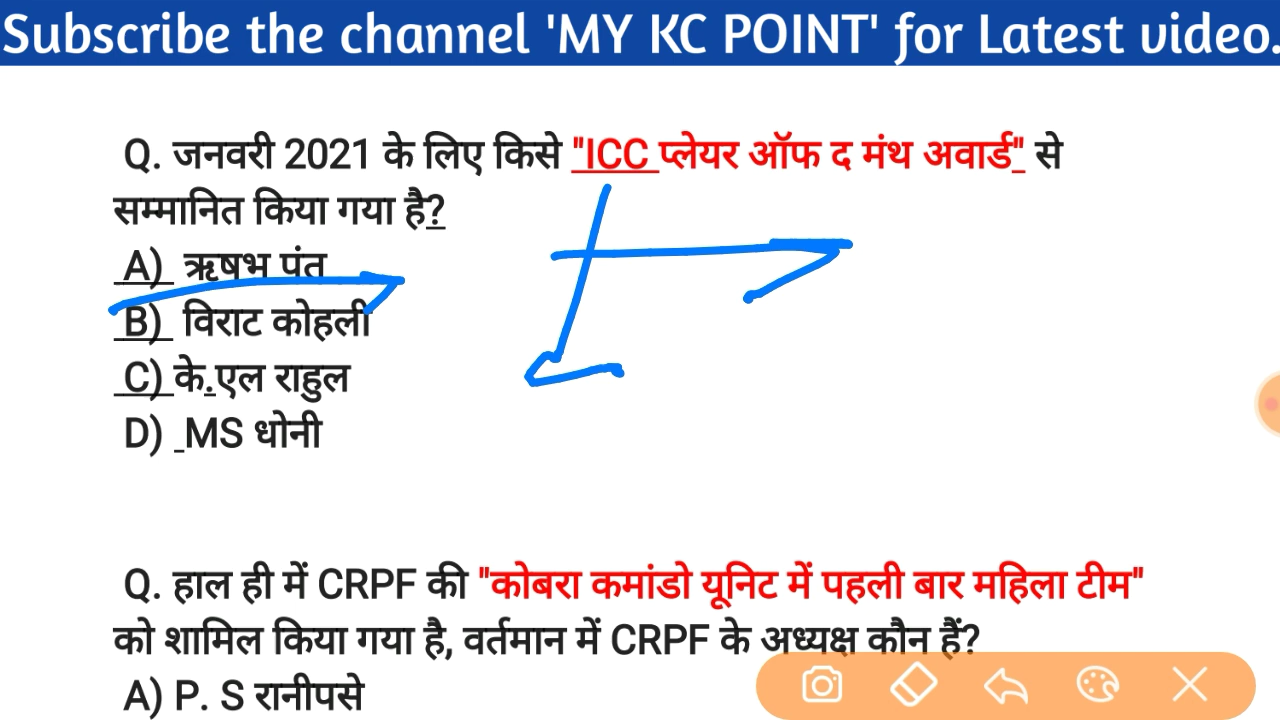 Subscribe the channel 'MY KC POINT' for Latest video.
Q. जनवरी 2021 के लिए किसे "ICC प्लेयर ऑफ द मंथ अवार्ड" से
सम्मानित किया गया है?
A) ऋषभ पंत
B) विराट कोहली
C) के.एल राहुल
D) MS धोनी
Q. हाल ही में CRPF की "कोबरा कमांडो यूनिट में पहली बार महिला टीम"
को शामिल किया गया है, वर्तमान में CRPF के अध्यक्ष कौन हैं?
A) P. S रानीपसे